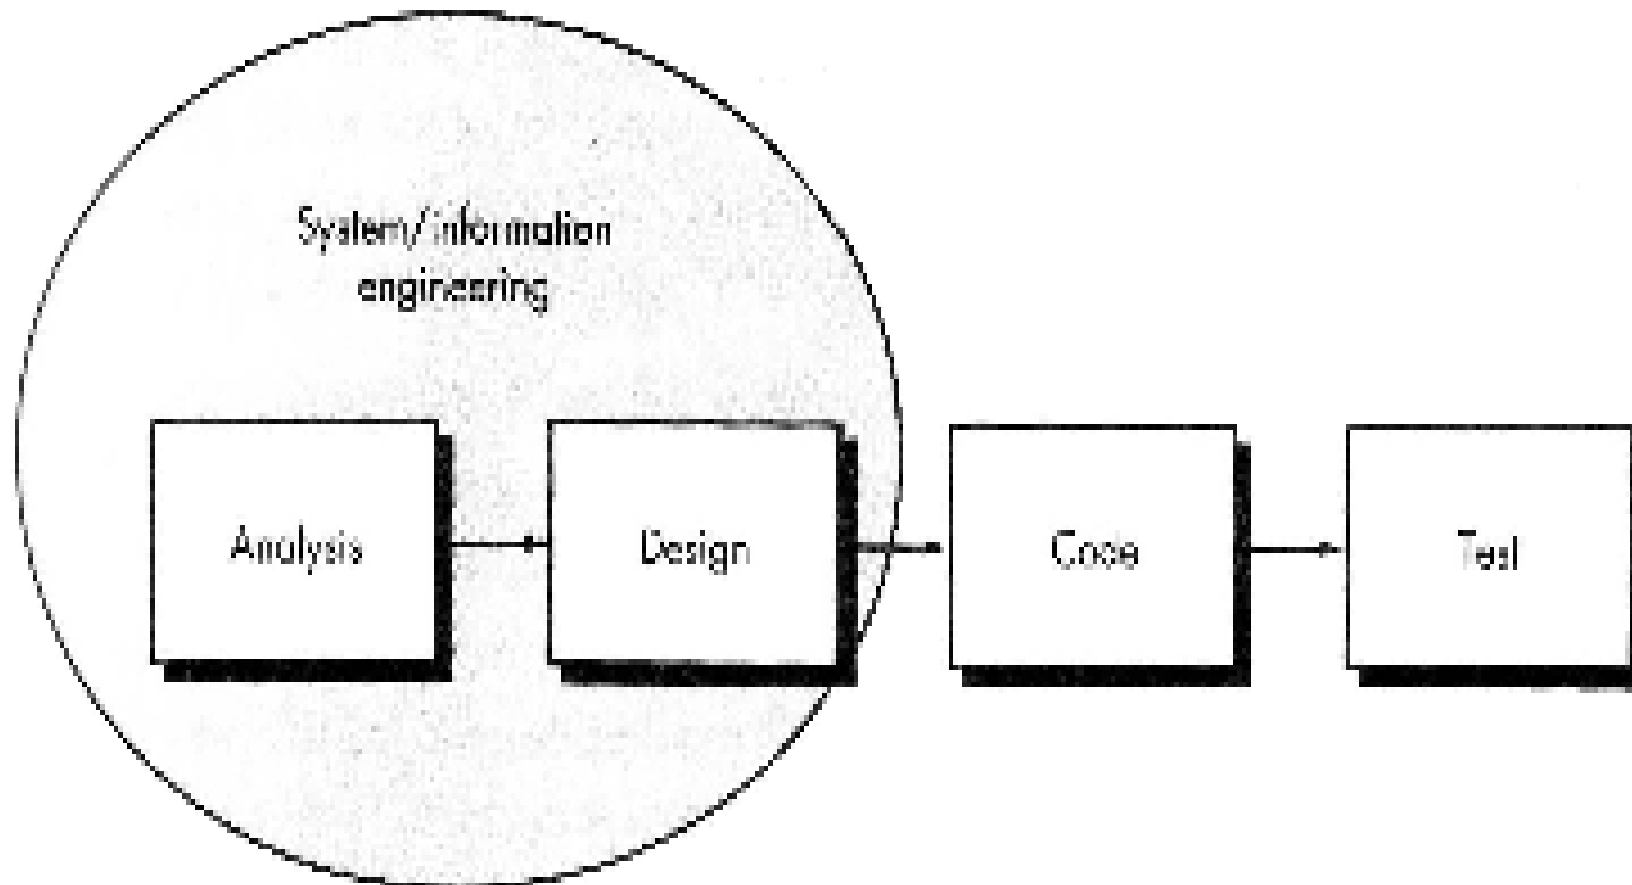 System/information
engineering
Analysis
Design
Code
Test